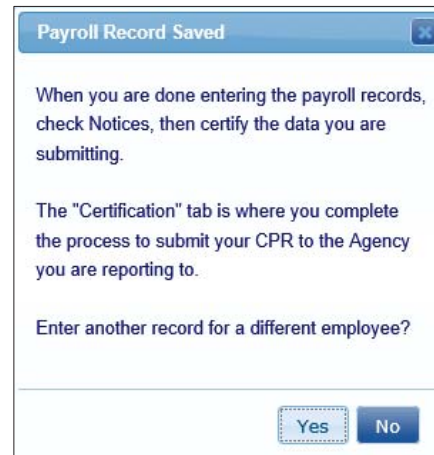 Payroll Record Saved
When you are done entering the payroll records,
check Notices, then certify the data you are
submitting.
The "Certification" tab is where you complete
the process to submit your CPR to the Agency
you are reporting to.
Enter another record for a different employee?
Yes No